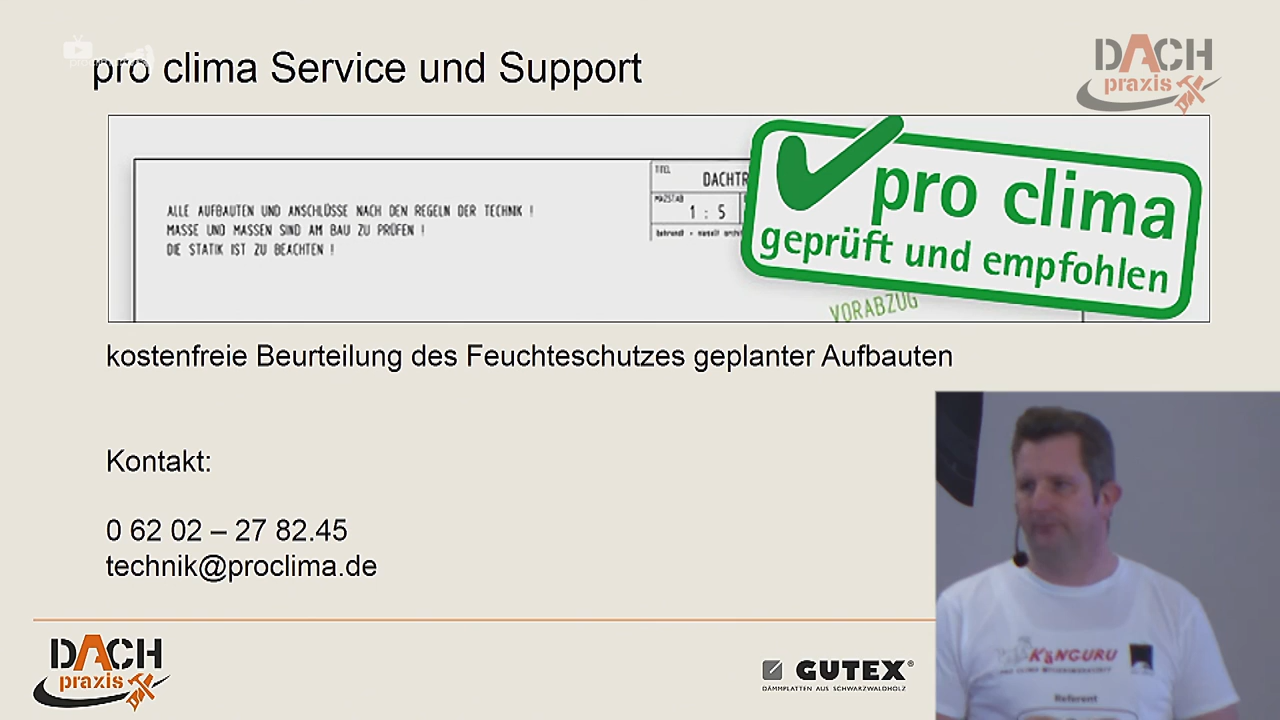 pro clima Service und Support
DACH
praxis
TITEL
DACHTR
MAZSTAB
1 : 5
ALLE AUFBAUTEN UND ANSCHLÜSSE NACH DEN REGELN DER TECHNIK !
MASSE UND MASSEN SIND AM BAU ZU PRÜFEN !
DIE STATIK IST ZU BEACHTEN !
pro clima
geprüft und empfohlen
VORABZUG
kostenfreie Beurteilung des Feuchteschutzes geplanter Aufbauten
Kontakt:
0 62 02 – 27 82.45
technik@proclima.de
DACH
praxis
GUTEX®
DÄMMPLATTEN AUS SCHWARZWALDHOLZ
KÄNGURU
Referent